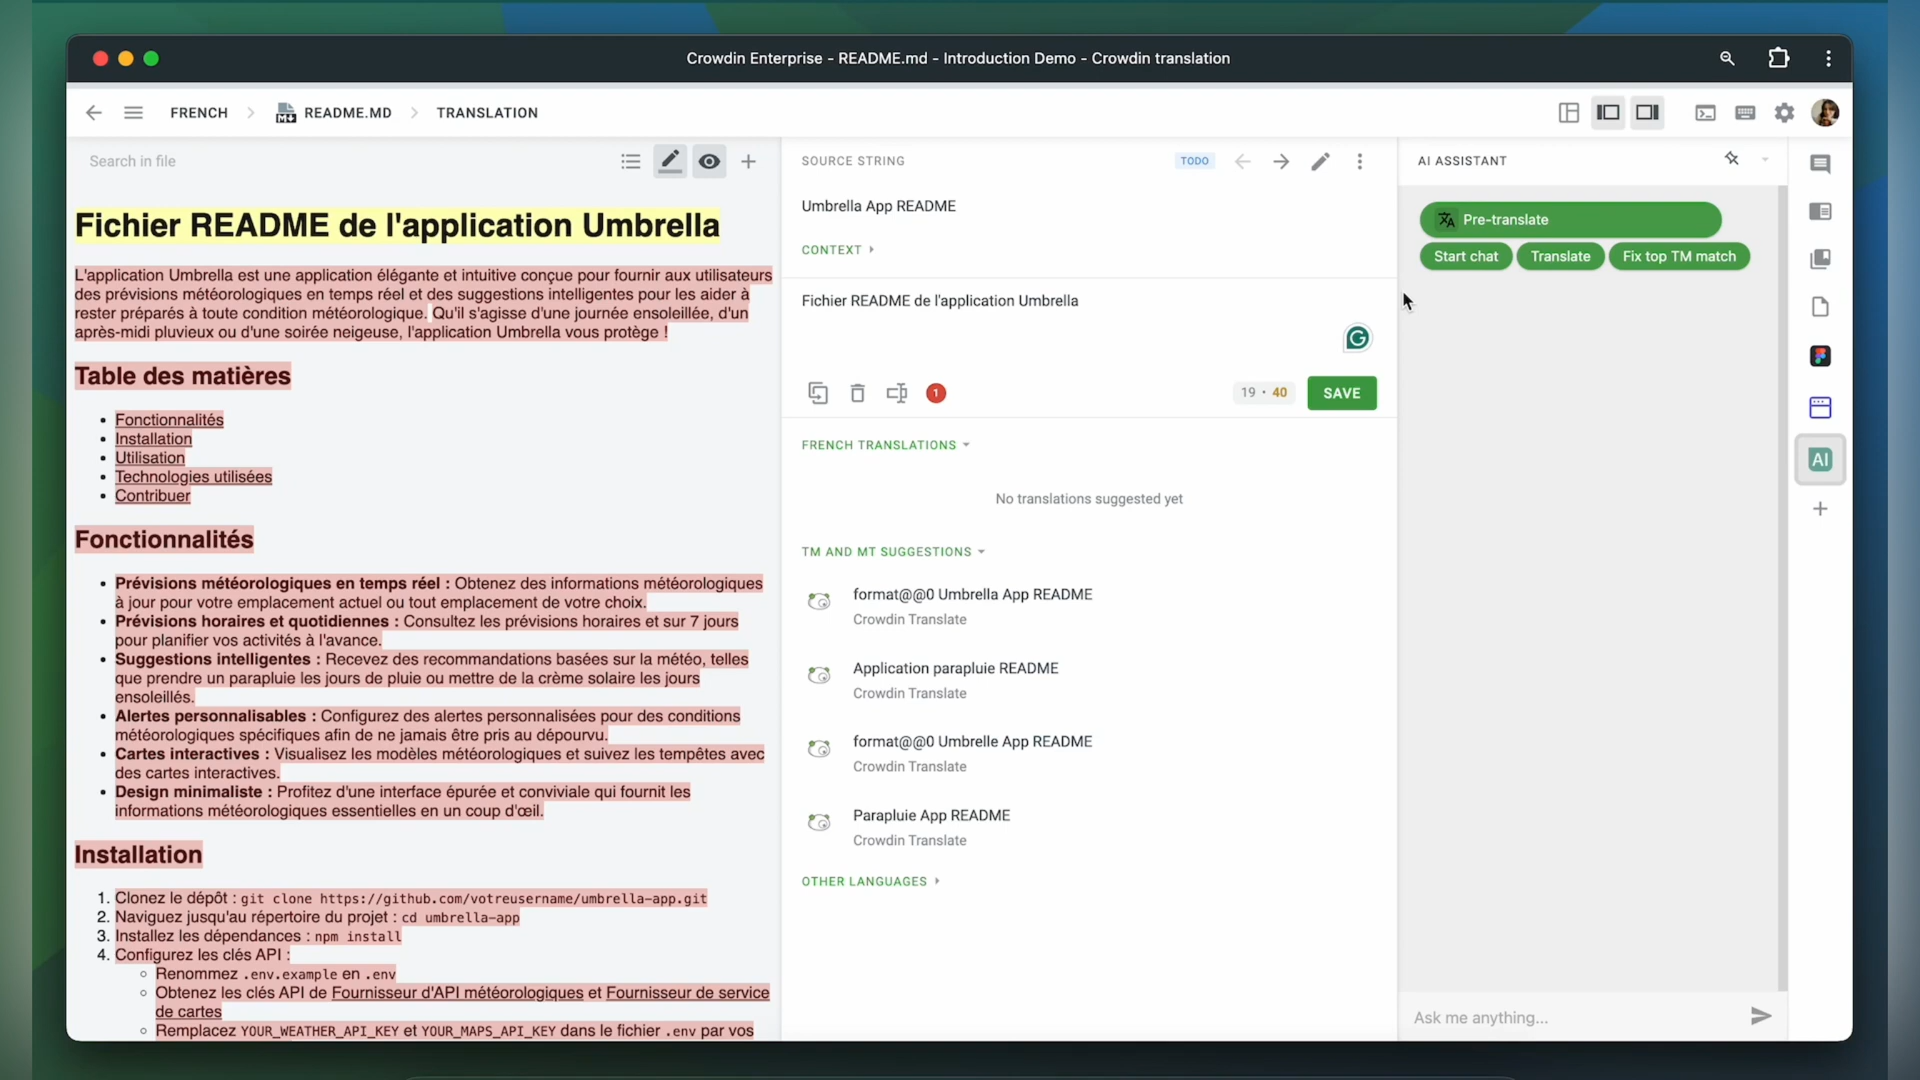 Crowdin Enterprise - README.md - Introduction Demo - Crowdin translation
FRENCH
README.MD
TRANSLATION
Search in file
Fichier README de l'application Umbrella
L'application Umbrella est une application élégante et intuitive conçue pour fournir aux utilisateurs
des prévisions météorologiques en temps réel et des suggestions intelligentes pour les aider à
rester préparés à toute condition météorologique. Qu'il s'agisse d'une journée ensoleillée, d'un
après-midi pluvieux ou d'une soirée neigeuse, l'application Umbrella vous protège !
Table des matières
• Fonctionnalités
• Installation
• Utilisation
• Technologies utilisées
• Contribuer
Fonctionnalités
• Prévisions météorologiques en temps réel : Obtenez des informations météorologiques
à jour pour votre emplacement actuel ou tout emplacement de votre choix.
• Prévisions horaires et quotidiennes : Consultez les prévisions horaires et sur 7 jours
pour planifier vos activités à l'avance.
• Suggestions intelligentes : Recevez des recommandations basées sur la météo, telles
que prendre un parapluie les jours de pluie ou mettre de la crème solaire les jours
ensoleillés.
• Alertes personnalisables : Configurez des alertes personnalisées pour des conditions
météorologiques spécifiques afin de ne jamais être pris au dépourvu.
• Cartes interactives : Visualisez les modèles météorologiques et suivez les tempêtes avec
des cartes interactives.
• Design minimaliste : Profitez d'une interface épurée et conviviale qui fournit les
informations météorologiques essentielles en un coup d'œil.
Installation
1. Clonez le dépôt : git clone https://github.com/votreusername/umbrella-app.git
2. Naviguez jusqu'au répertoire du projet : cd umbrella-app
3. Installez les dépendances : npm install
4. Configurez les clés API :
○ Renommez .env.example en .env
○ Obtenez les clés API de Fournisseur d'API météorologiques et Fournisseur de service
de cartes
○ Remplacez YOUR_WEATHER_API_KEY et YOUR_MAPS_API_KEY dans le fichier .env par vos
SOURCE STRING
TODO
Umbrella App README
CONTEXT
Fichier README de l'application Umbrella
1
19 • 40
SAVE
FRENCH TRANSLATIONS
No translations suggested yet
TM AND MT SUGGESTIONS
format@@0 Umbrella App README
Crowdin Translate
Application parapluie README
Crowdin Translate
format@@0 Umbrelle App README
Crowdin Translate
Parapluie App README
Crowdin Translate
OTHER LANGUAGES
AI ASSISTANT
Pre-translate
Start chat
Translate
Fix top TM match
Ask me anything...
AI